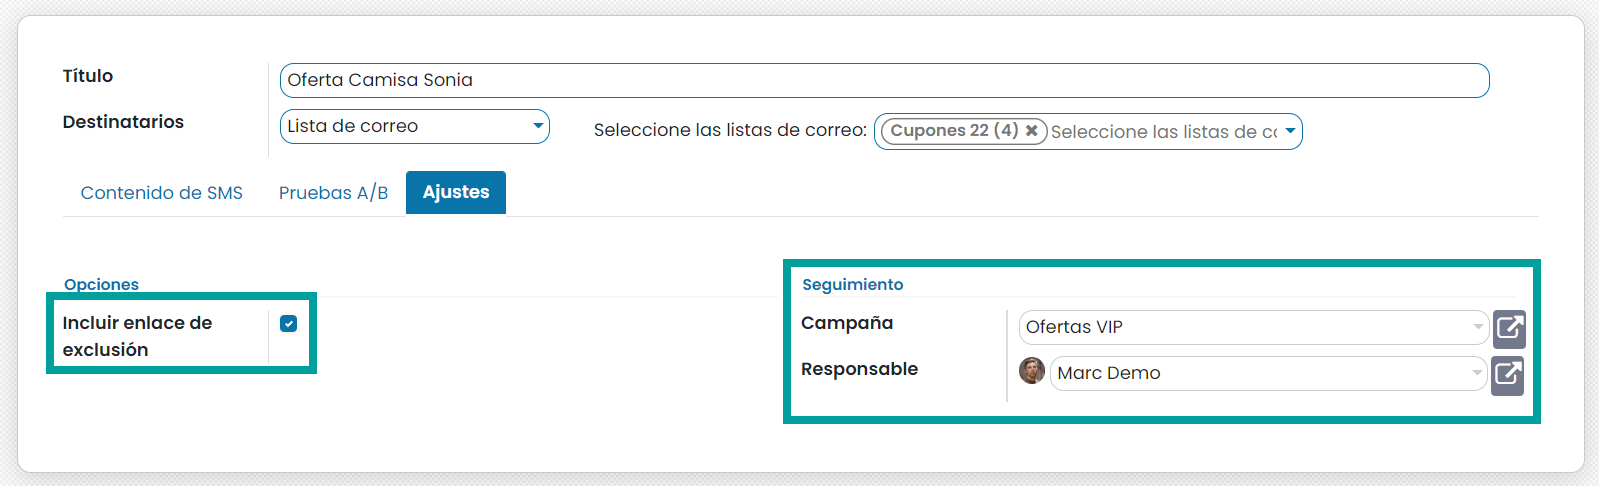 Título
Oferta Camisa Sonia
Destinatarios
Lista de correo
Seleccione las listas de correo:
Cupones 22 (4) ✖
Seleccione las listas de cc
Contenido de SMS
Pruebas A/B
Ajustes
Opciones
Incluir enlace de
exclusión
Seguimiento
Campaña
Ofertas VIP
Responsable
Marc Demo